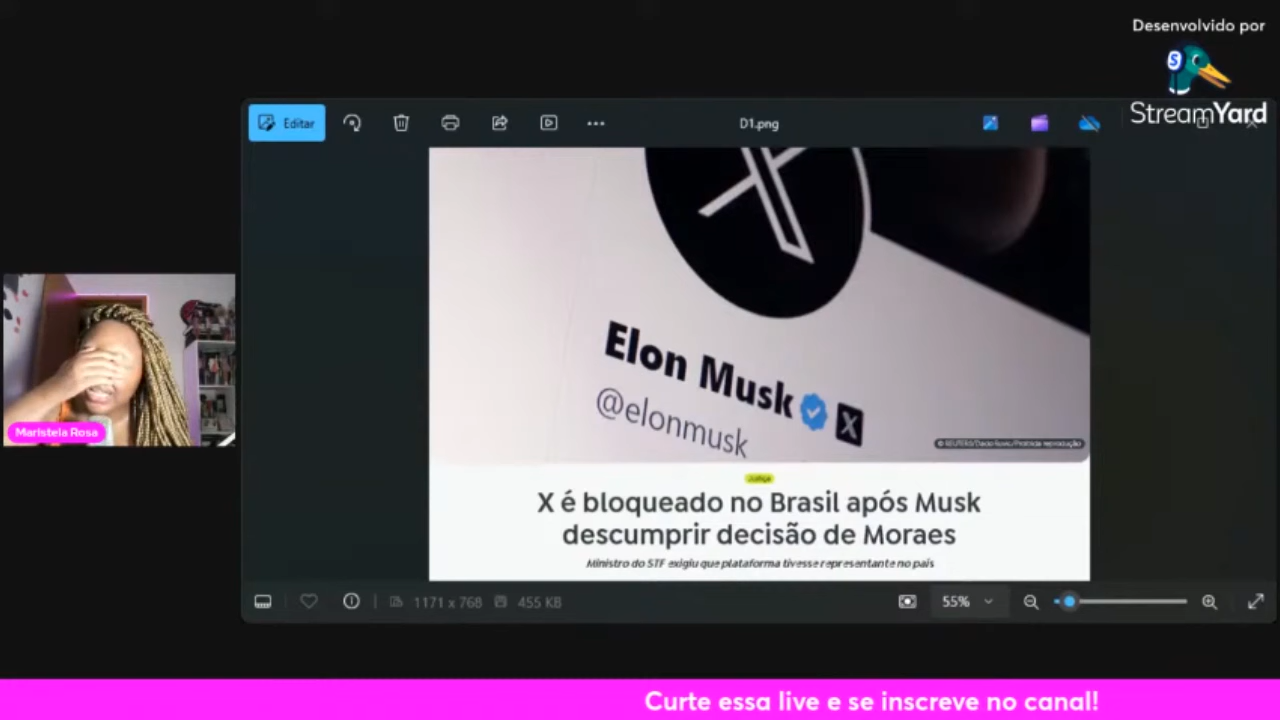 Desenvolvido por
StreamYard
Editar
D1.png
Elon Musk
@elonmusk
Justiça
X é bloqueado no Brasil após Musk
descumprir decisão de Moraes
Ministro do STF exigiu que plataforma tivesse representante no país
Maristela Rosa
1171 x 768
455 KB
55%
Curte essa live e se inscreve no canal!